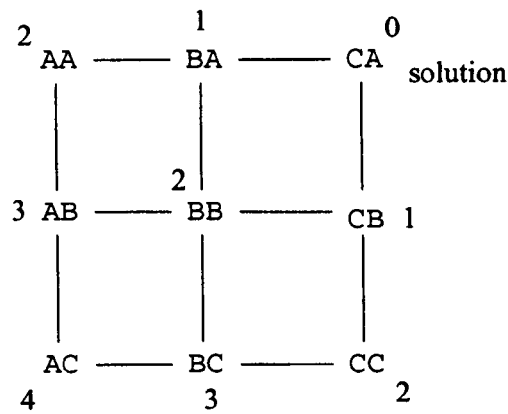 2 1 0
AA BA CA solution
2
3 AB BB CB 1
AC BC CC
4 3 2